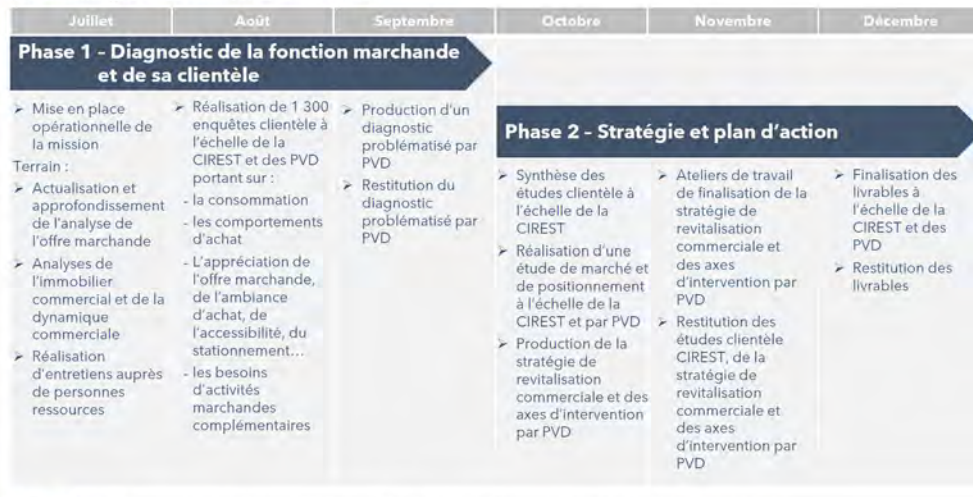 Juillet
Août
Septembre
Octobre
Novembre
Décembre
Phase 1 – Diagnostic de la fonction marchande
et de sa clientèle
➢ Mise en place
opérationnelle de
la mission
Terrain :
➢ Actualisation et
approfondissement
de l'analyse de
l'offre marchande
➢ Analyses de
l'immobilier
commercial et de la
dynamique
commerciale
➢ Réalisation
d'entretiens auprès
de personnes
ressources
➢ Réalisation de 1 300
enquêtes clientèle à
l'échelle de la
CIREST et des PVD
portant sur :
- la consommation
- les comportements
d'achat
- L'appréciation de
l'offre marchande,
de l'ambiance
d'achat, de
l'accessibilité, du
stationnement…
- les besoins
d'activités
marchandes
complémentaires
➢ Production d'un
diagnostic
problématisé par
PVD
➢ Restitution du
diagnostic
problématisé par
PVD
Phase 2 – Stratégie et plan d'action
➢ Synthèse des
études clientèle à
l'échelle de la
CIREST
➢ Réalisation d'une
étude de marché et
de positionnement
à l'échelle de la
CIREST et par PVD
➢ Production de la
stratégie de
revitalisation
commerciale et des
axes d'intervention
par PVD
➢ Ateliers de travail
de finalisation de la
stratégie de
revitalisation
commerciale et
des axes
d'intervention par
PVD
➢ Restitution des
études clientèle
CIREST, de la
stratégie de
revitalisation
commerciale et
des axes
d'intervention par
PVD
➢ Finalisation des
livrables à
l'échelle de la
CIREST et des
PVD
➢ Restitution des
livrables